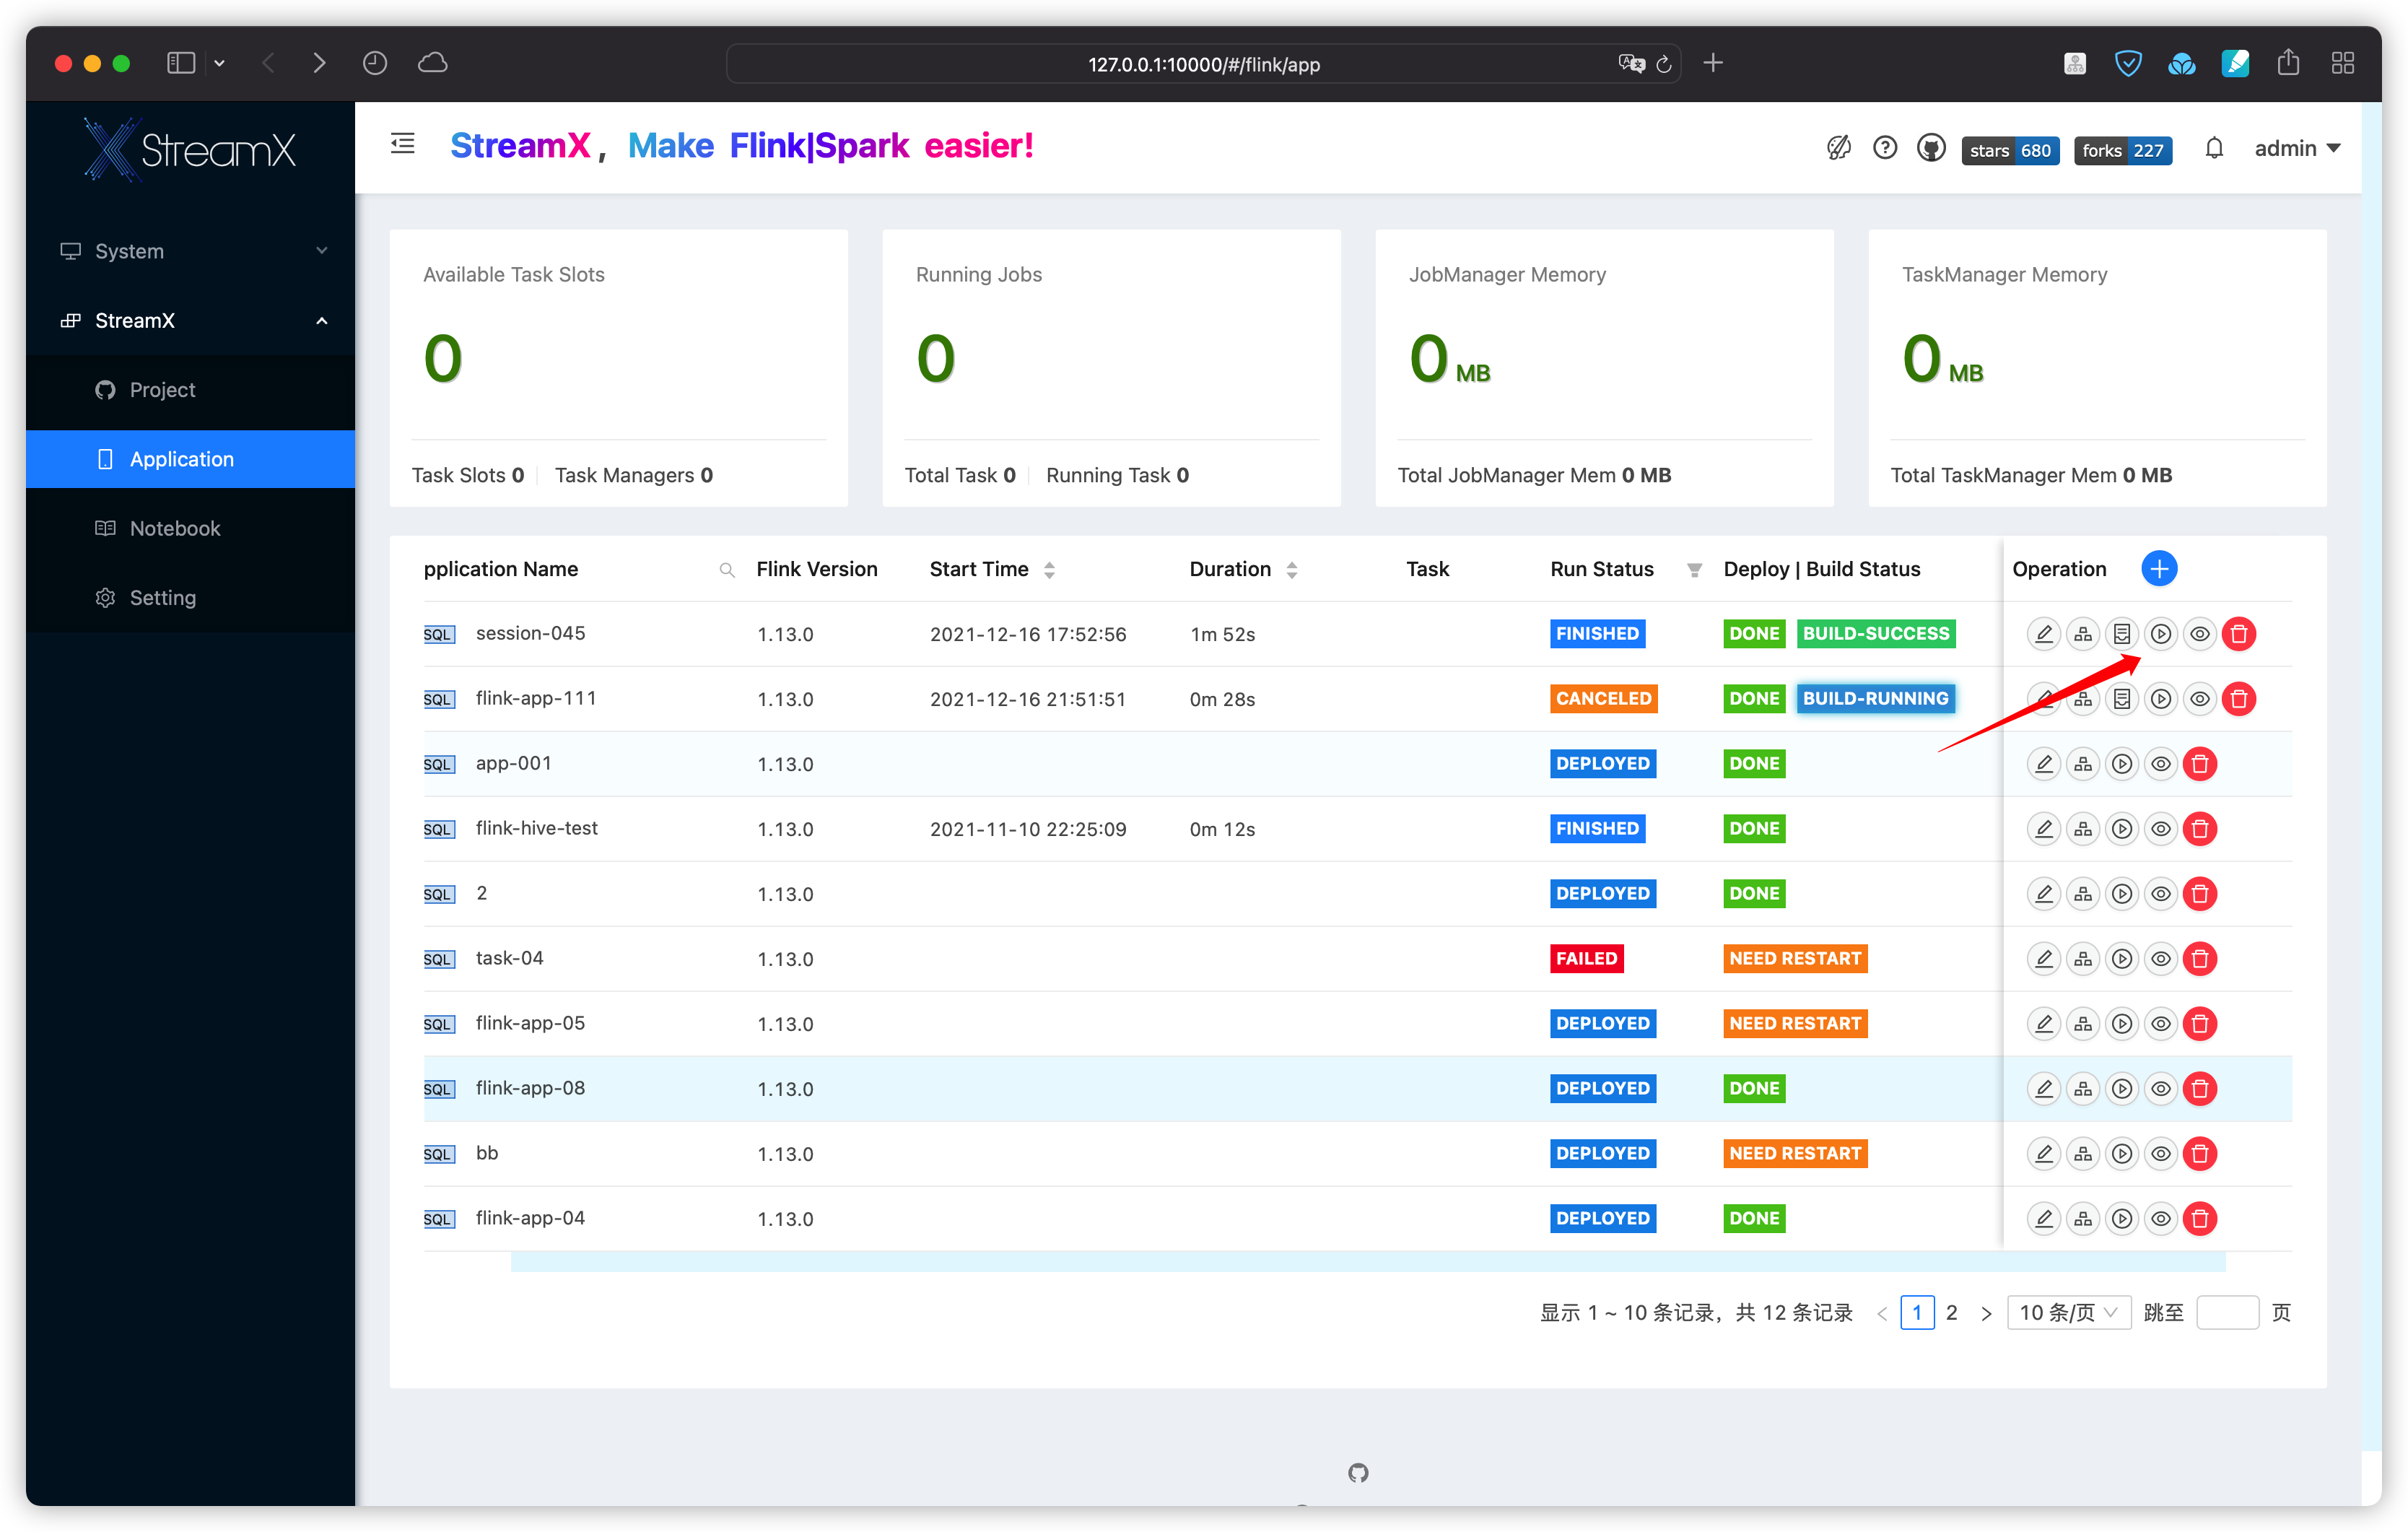 127.0.0.1:10000/#/flink/app
StreamX
StreamX, Make Flink|Spark easier!
stars 680
forks 227
admin
System
StreamX
Project
Application
Notebook
Setting
Available Task Slots
0
Task Slots 0
Task Managers 0
Running Jobs
0
Total Task 0
Running Task 0
JobManager Memory
0 MB
Total JobManager Mem 0 MB
TaskManager Memory
0 MB
Total TaskManager Mem 0 MB
pplication Name Flink Version Start Time Duration Task Run Status Deploy | Build Status Operation
SQL session-045 1.13.0 2021-12-16 17:52:56 1m 52s FINISHED DONE BUILD-SUCCESS
SQL flink-app-111 1.13.0 2021-12-16 21:51:51 0m 28s CANCELED DONE BUILD-RUNNING
SQL app-001 1.13.0 DEPLOYED DONE
SQL flink-hive-test 1.13.0 2021-11-10 22:25:09 0m 12s FINISHED DONE
SQL 2 1.13.0 DEPLOYED DONE
SQL task-04 1.13.0 FAILED NEED RESTART
SQL flink-app-05 1.13.0 DEPLOYED NEED RESTART
SQL flink-app-08 1.13.0 DEPLOYED DONE
SQL bb 1.13.0 DEPLOYED NEED RESTART
SQL flink-app-04 1.13.0 DEPLOYED DONE
显示 1 ~ 10 条记录，共 12 条记录 < 1 2 > 10 条/页 跳至 页